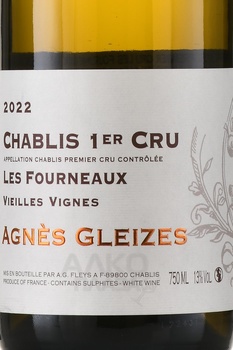 2022
CHABLIS 1ER CRU
APPELLATION CHABLIS PREMIER CRU CONTRÔLÉE
LES FOURNEAUX
VIEILLES VIGNES
AGNÈS GLEIZES
MIS EN BOUTEILLE PAR A.G. FLEYS A F-89800 CHABLIS
PRODUCE OF FRANCE - CONTAINS SULPHITES - WHITE WINE
750 ML 13% VOL